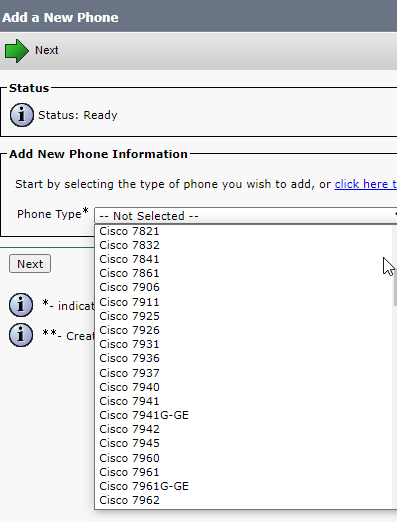 Add a New Phone
Next
Status
Status: Ready
Add New Phone Information
Start by selecting the type of phone you wish to add, or click here t
Phone Type* -- Not Selected --
Cisco 7821
Cisco 7832
Cisco 7841
Cisco 7861
Cisco 7906
Cisco 7911
Cisco 7925
Cisco 7926
Cisco 7931
Cisco 7936
Cisco 7937
Cisco 7940
Cisco 7941
Cisco 7941G-GE
Cisco 7942
Cisco 7945
Cisco 7960
Cisco 7961
Cisco 7961G-GE
Cisco 7962
Next
*- indicat
**- Creat